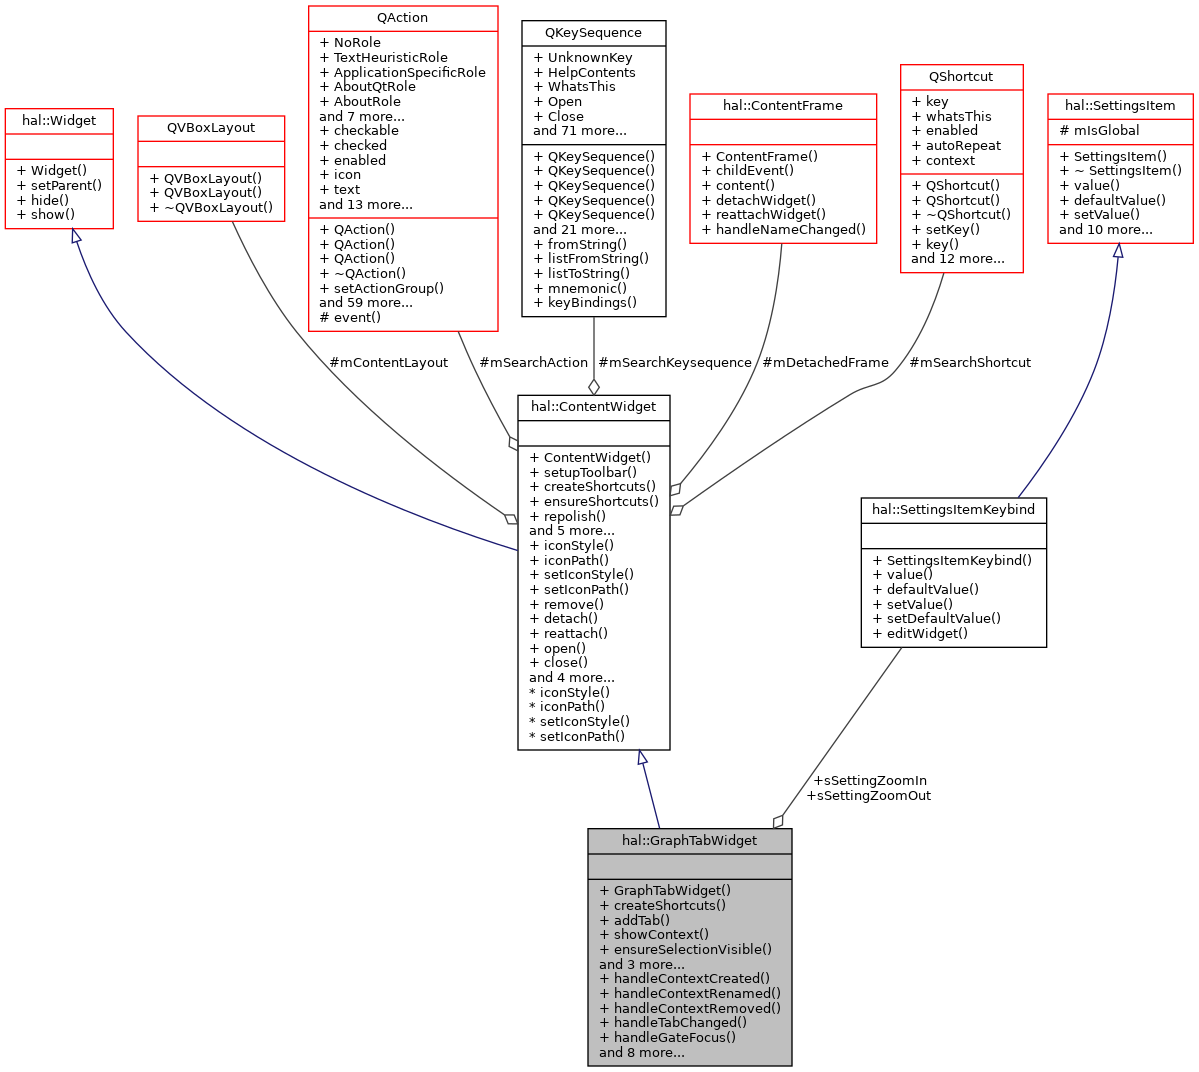 hal::Widget
+ Widget()
+ setParent()
+ hide()
+ show()
QVBoxLayout
+ QVBoxLayout()
+ QVBoxLayout()
+ ~QVBoxLayout()
QAction
+ NoRole
+ TextHeuristicRole
+ ApplicationSpecificRole
+ AboutQtRole
+ AboutRole
and 7 more...
+ checkable
+ checked
+ enabled
+ icon
+ text
and 13 more...
+ QAction()
+ QAction()
+ QAction()
+ ~QAction()
+ setActionGroup()
and 59 more...
# event()
QKeySequence
+ UnknownKey
+ HelpContents
+ WhatsThis
+ Open
+ Close
and 71 more...
+ QKeySequence()
+ QKeySequence()
+ QKeySequence()
+ QKeySequence()
+ QKeySequence()
and 21 more...
+ fromString()
+ listFromString()
+ listToString()
+ mnemonic()
+ keyBindings()
hal::ContentFrame
+ ContentFrame()
+ childEvent()
+ content()
+ detachWidget()
+ reattachWidget()
+ handleNameChanged()
QShortcut
+ key
+ whatsThis
+ enabled
+ autoRepeat
+ context
+ QShortcut()
+ QShortcut()
+ ~QShortcut()
+ setKey()
+ key()
and 12 more...
hal::SettingsItem
# mIsGlobal
+ SettingsItem()
+ ~ SettingsItem()
+ value()
+ defaultValue()
+ setValue()
and 10 more...
#mContentLayout
#mSearchAction
#mSearchKeysequence
#mDetachedFrame
#mSearchShortcut
hal::ContentWidget
+ ContentWidget()
+ setupToolbar()
+ createShortcuts()
+ ensureShortcuts()
+ repolish()
and 5 more...
+ iconStyle()
+ iconPath()
+ setIconStyle()
+ setIconPath()
+ remove()
+ detach()
+ reattach()
+ open()
+ close()
and 4 more...
* iconStyle()
* iconPath()
* setIconStyle()
* setIconPath()
hal::SettingsItemKeybind
+ SettingsItemKeybind()
+ value()
+ defaultValue()
+ setValue()
+ setDefaultValue()
+ editWidget()
+sSettingZoomIn
+sSettingZoomOut
hal::GraphTabWidget
+ GraphTabWidget()
+ createShortcuts()
+ addTab()
+ showContext()
+ ensureSelectionVisible()
and 3 more...
+ handleContextCreated()
+ handleContextRenamed()
+ handleContextRemoved()
+ handleTabChanged()
+ handleGateFocus()
and 8 more...